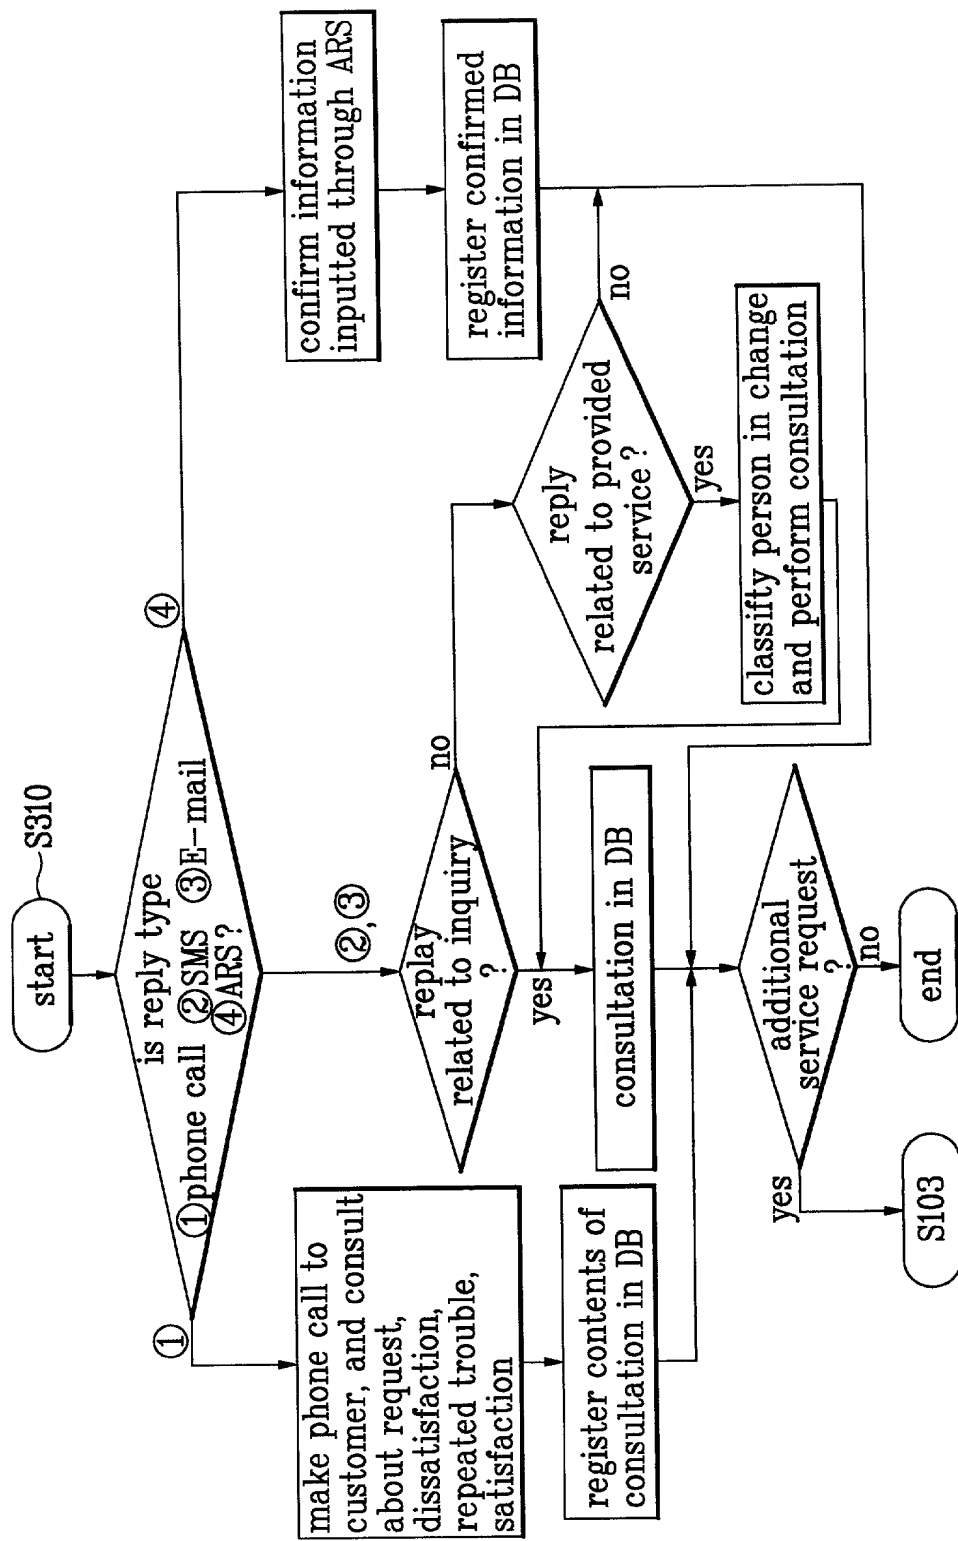 start
S310
is reply type
①phone call ②SMS ③E-mail
④ARS?
①
②,③
④
make phone call to
customer, and consult
about request,
dissatisfaction,
repeated trouble,
satisfaction
register contents of
consultation in DB
replay
related to inquiry
?
yes
no
consultation in DB
reply
related to provided
service?
yes
no
classifty person in change
and perform consultation
confirm information
inputted through ARS
register confirmed
information in DB
additional
service request
?
yes
no
S103
end